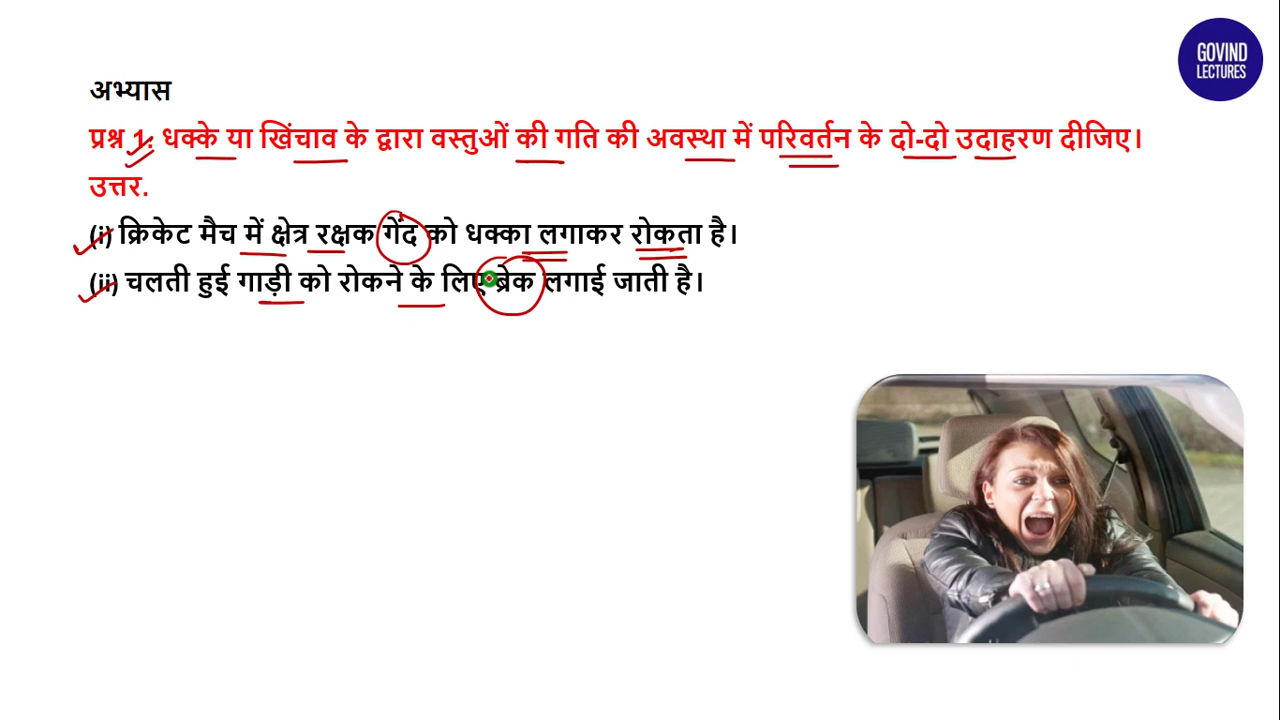 GOVIND
LECTURES
अभ्यास
प्रश्न 1. धक्के या खिंचाव के द्वारा वस्तुओं की गति की अवस्था में परिवर्तन के दो-दो उदाहरण दीजिए।
उत्तर.
(i) क्रिकेट मैच में क्षेत्र रक्षक गेंद को धक्का लगाकर रोकता है।
(ii) चलती हुई गाड़ी को रोकने के लिए ब्रेक लगाई जाती है।